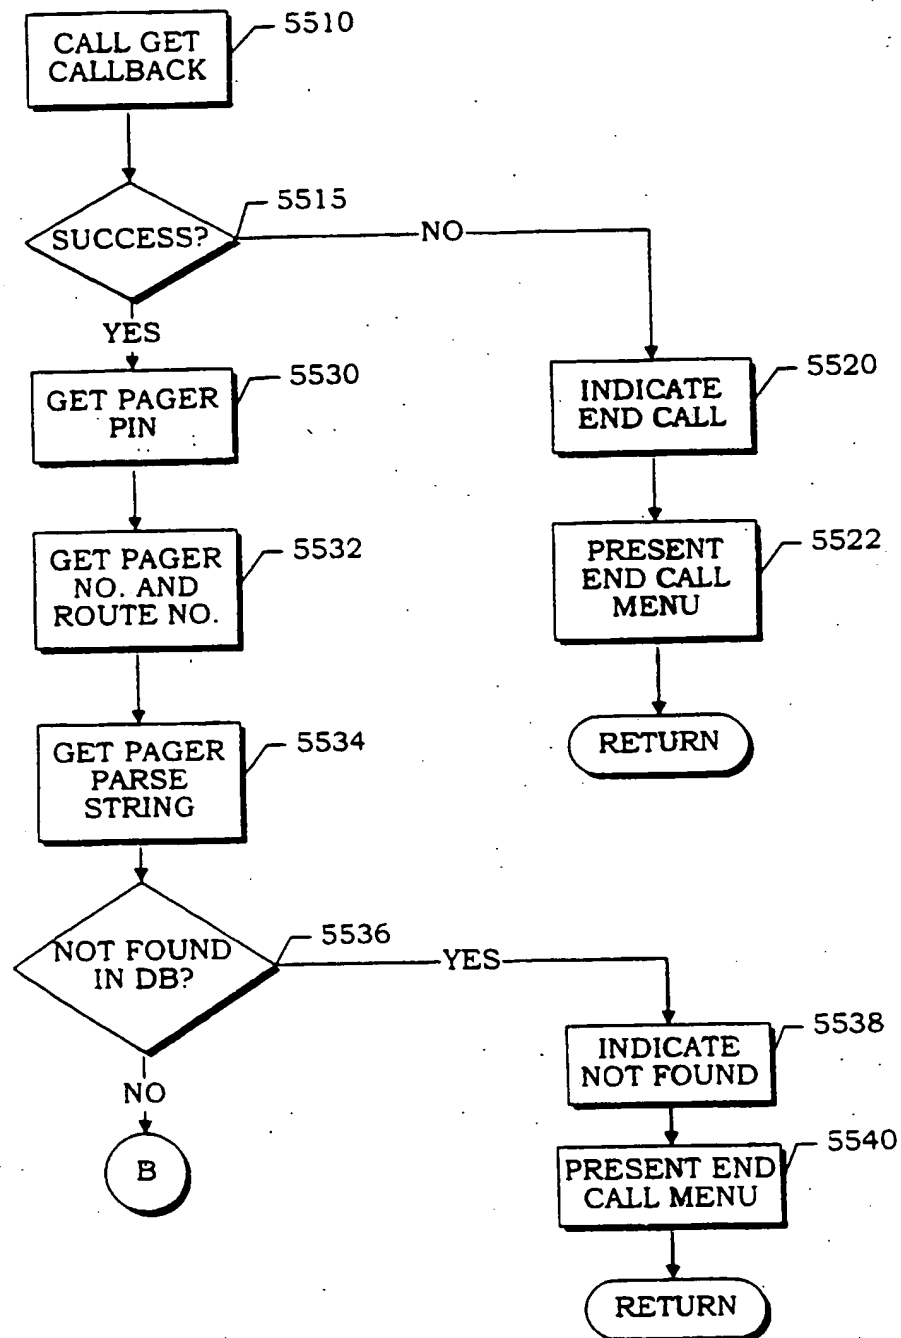 CALL GET
CALLBACK
5510
SUCCESS?
5515
NO
YES
GET PAGER
PIN
5530
INDICATE
END CALL
5520
GET PAGER
NO. AND
ROUTE NO.
5532
PRESENT
END CALL
MENU
5522
GET PAGER
PARSE
STRING
5534
RETURN
NOT FOUND
IN DB?
5536
YES
NO
INDICATE
NOT FOUND
5538
B
PRESENT END
CALL MENU
5540
RETURN